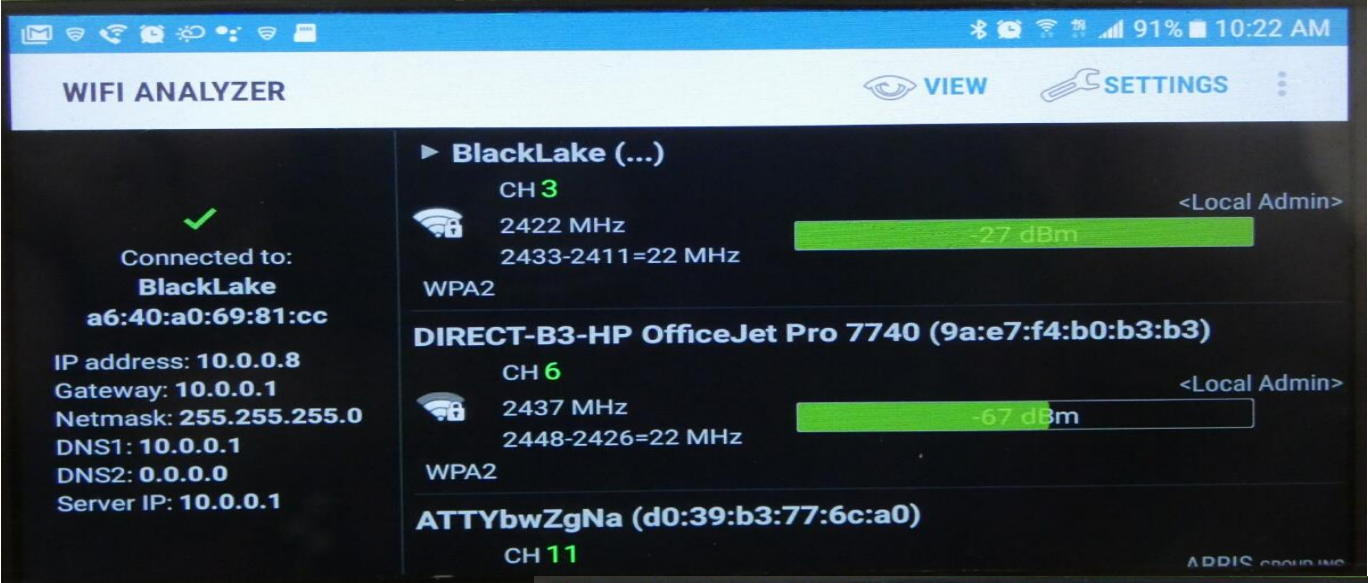 91% 10:22 AM
WIFI ANALYZER
VIEW
SETTINGS
Connected to:
BlackLake
a6:40:a0:69:81:cc
IP address: 10.0.0.8
Gateway: 10.0.0.1
Netmask: 255.255.255.0
DNS1: 10.0.0.1
DNS2: 0.0.0.0
Server IP: 10.0.0.1
BlackLake (...)
CH 3
<Local Admin>
2422 MHz
-27 dBm
2433-2411=22 MHz
WPA2
DIRECT-B3-HP OfficeJet Pro 7740 (9a:e7:f4:b0:b3:b3)
CH 6
<Local Admin>
2437 MHz
-67 dBm
2448-2426=22 MHz
WPA2
ATTYbwZgNa (d0:39:b3:77:6c:a0)
CH 11
ARRIS GROUP, INC.